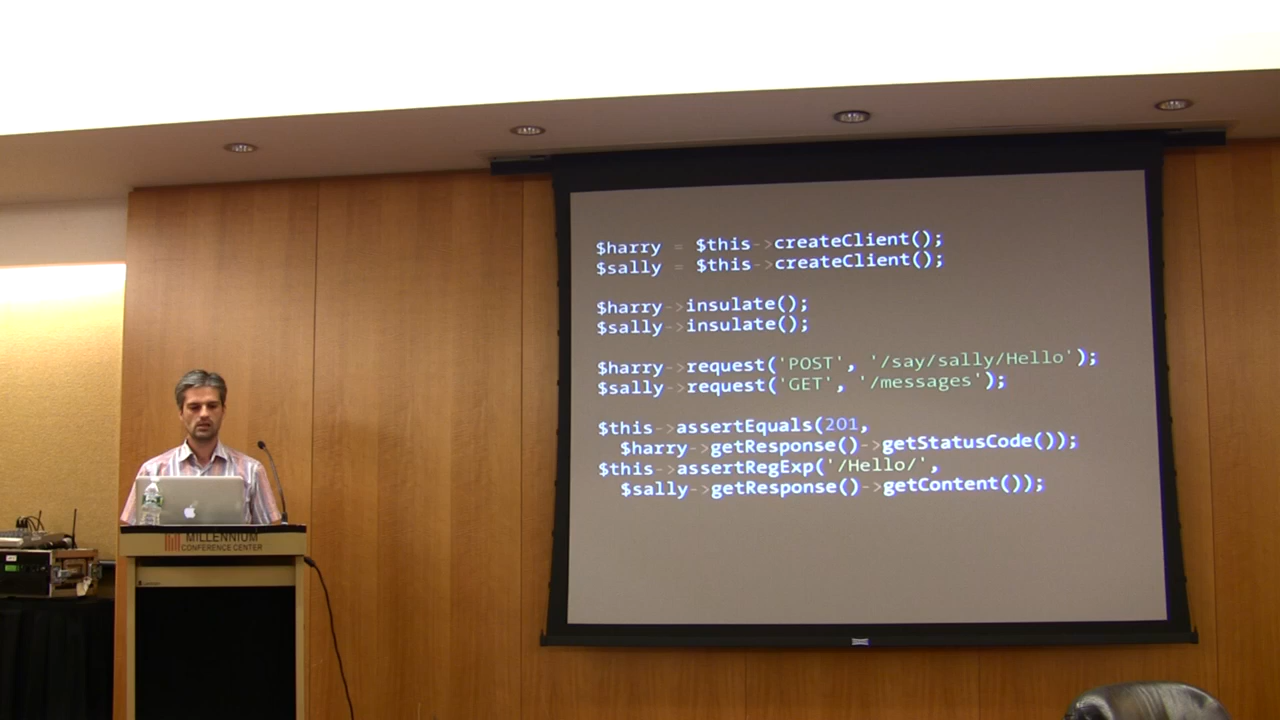 $harry = $this->createClient();
$sally = $this->createClient();
$harry->insulate();
$sally->insulate();
$harry->request('POST', '/say/sally/Hello');
$sally->request('GET', '/messages');
$this->assertEquals(201,
$harry->getResponse()->getStatusCode());
$this->assertRegExp('/Hello/',
$sally->getResponse()->getContent());
MILLENNIUM
CONFERENCE CENTER